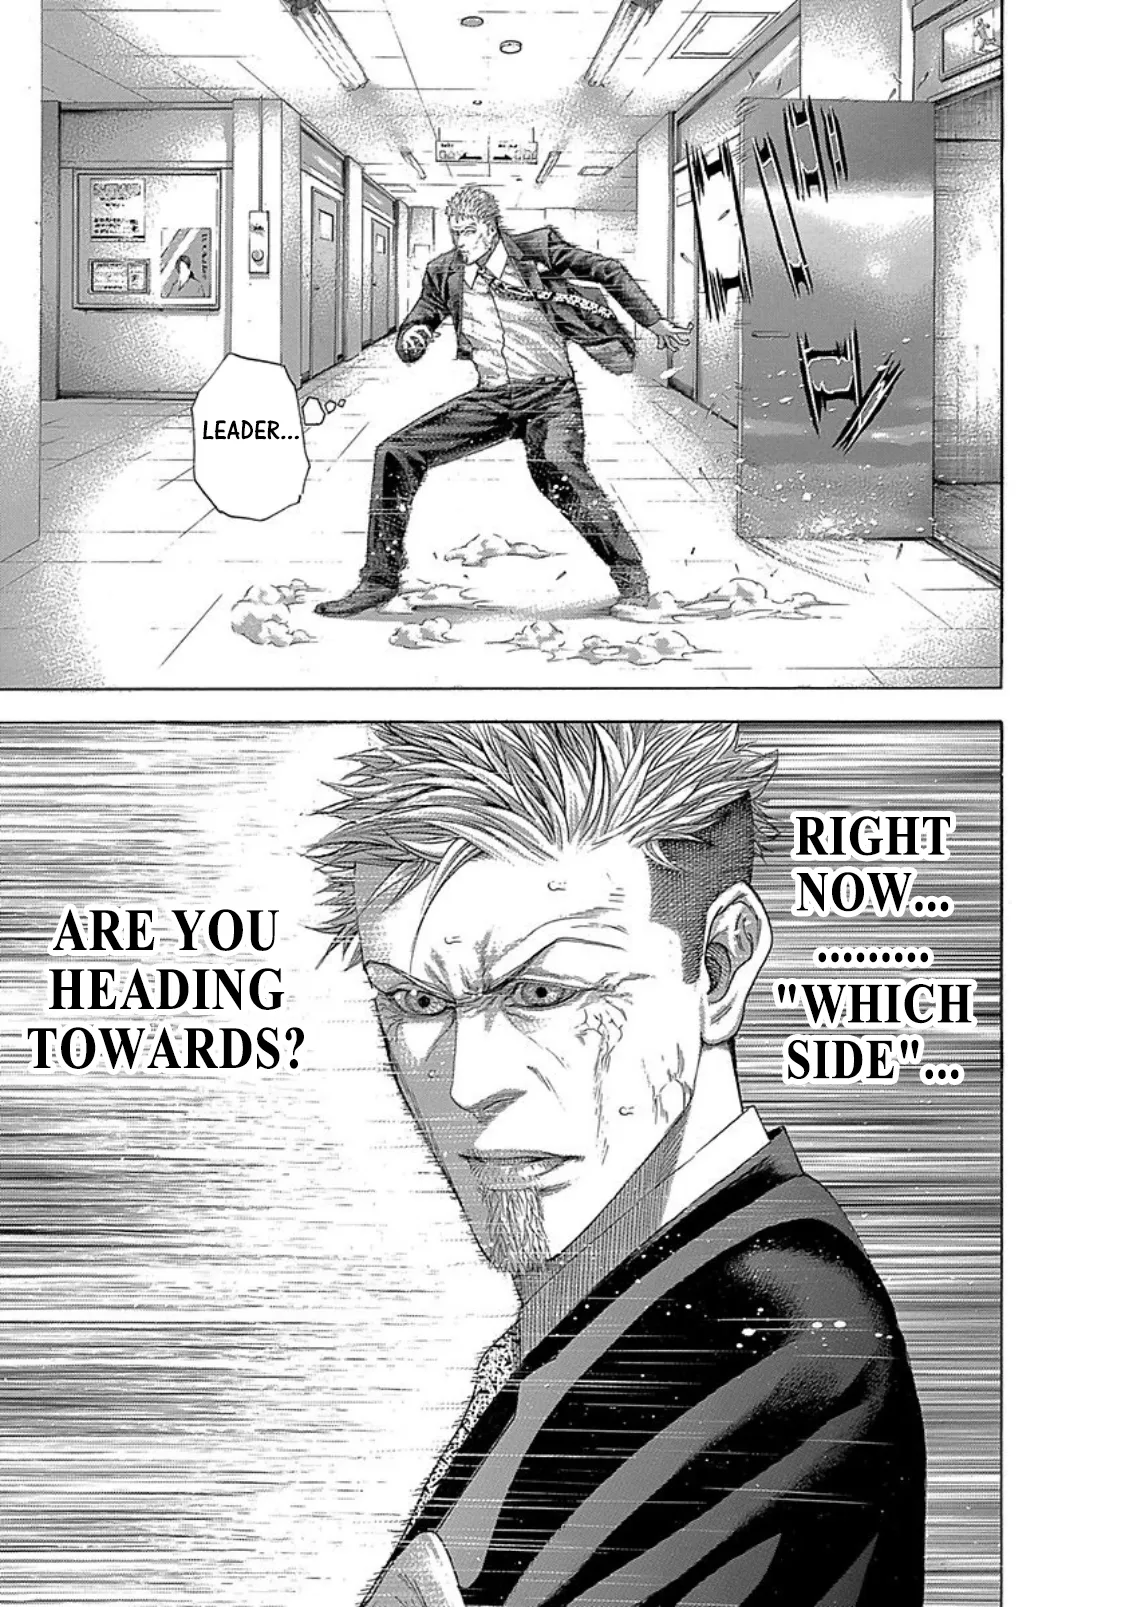 LEADER...
RIGHT
NOW...
.........
"WHICH
SIDE"...
ARE YOU
HEADING
TOWARDS?